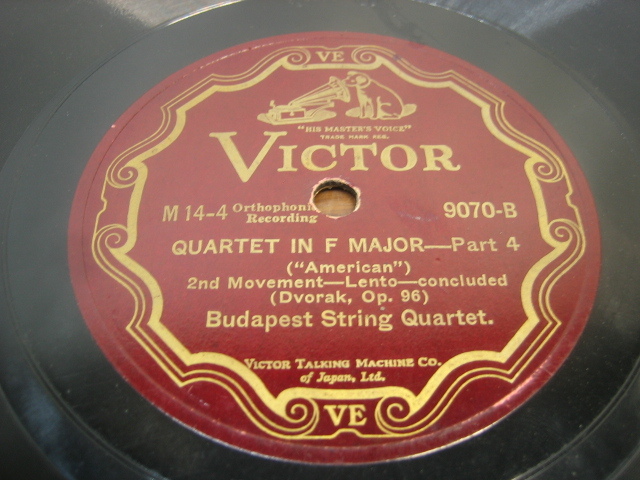 VE
"HIS MASTER'S VOICE"
TRADE MARK REG.
VICTOR
M 14-4 Orthophonic Recording 9070-B
QUARTET IN F MAJOR—Part 4
("American")
2nd Movement—Lento—concluded
(Dvorak, Op. 96)
Budapest String Quartet.
VICTOR TALKING MACHINE CO.
of Japan, Ltd.
VE